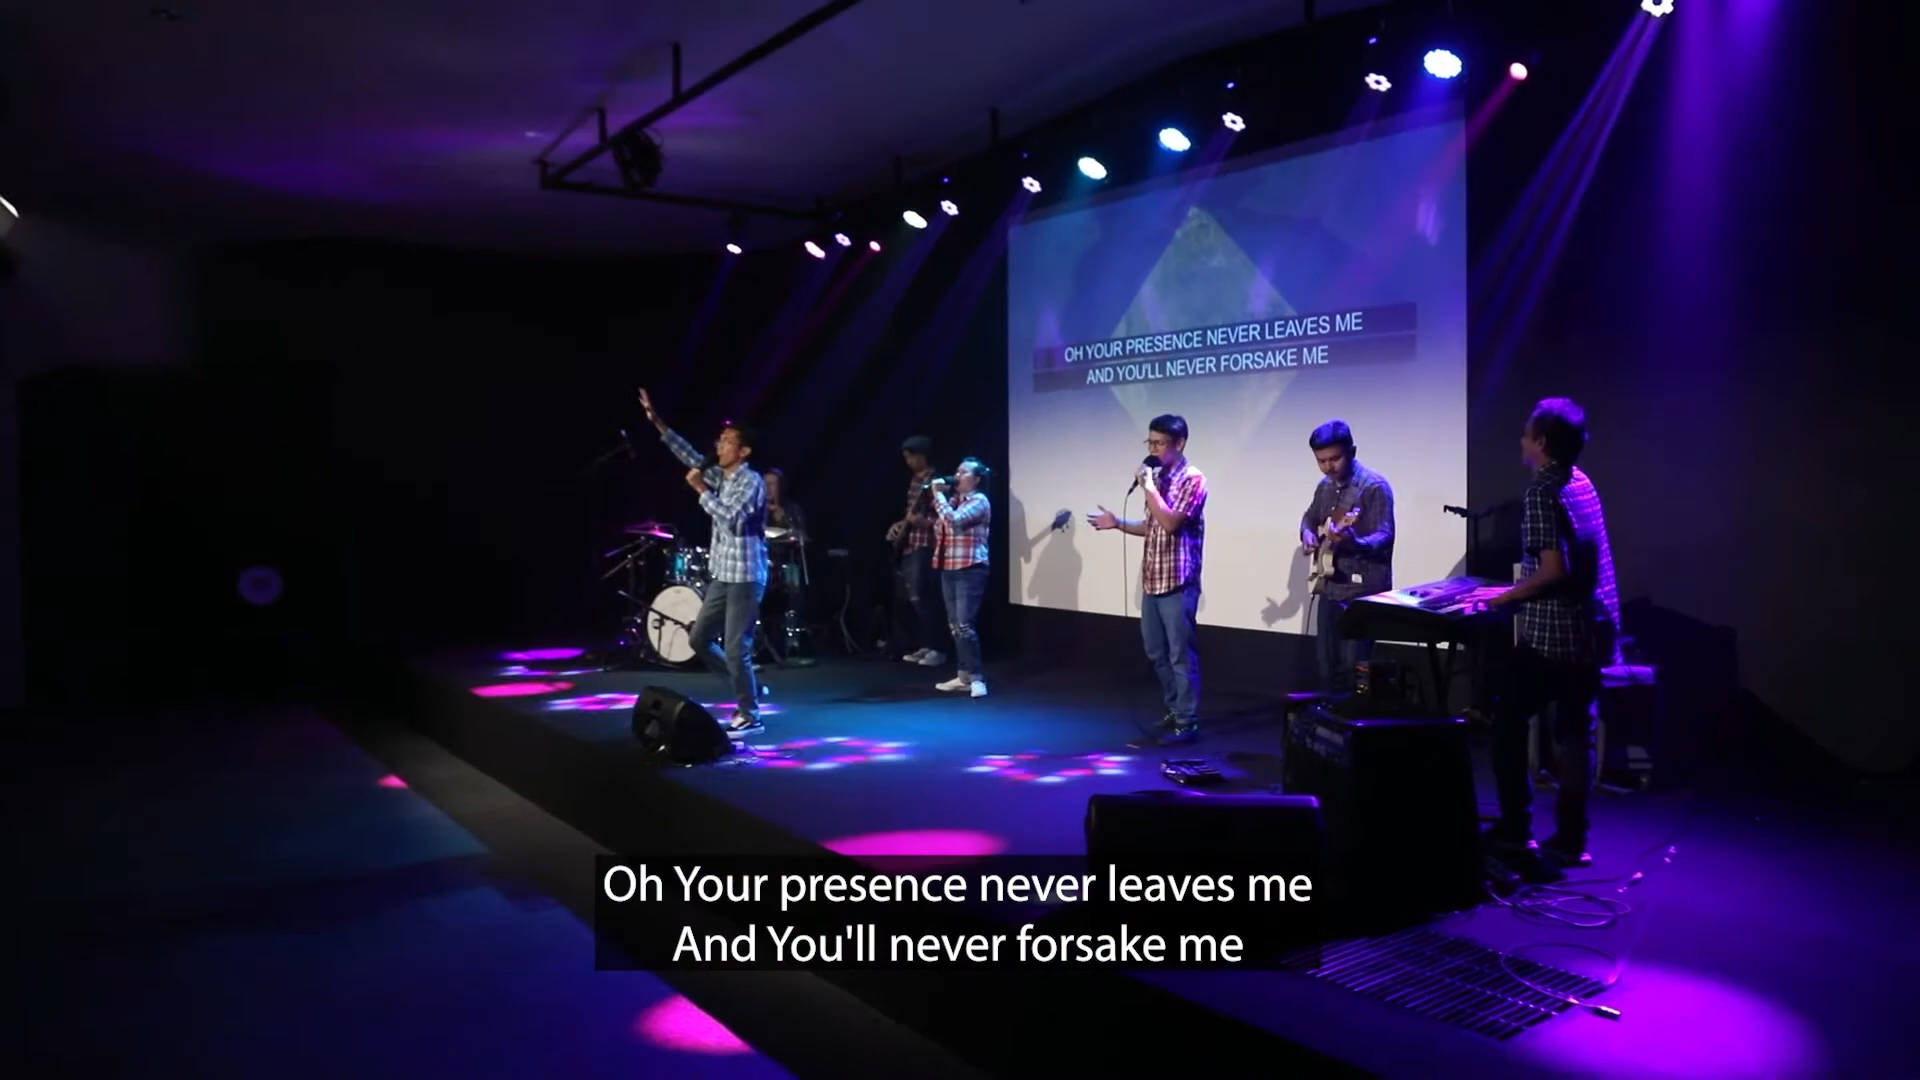 OH YOUR PRESENCE NEVER LEAVES ME
AND YOU'LL NEVER FORSAKE ME
Oh Your presence never leaves me
And You'll never forsake me